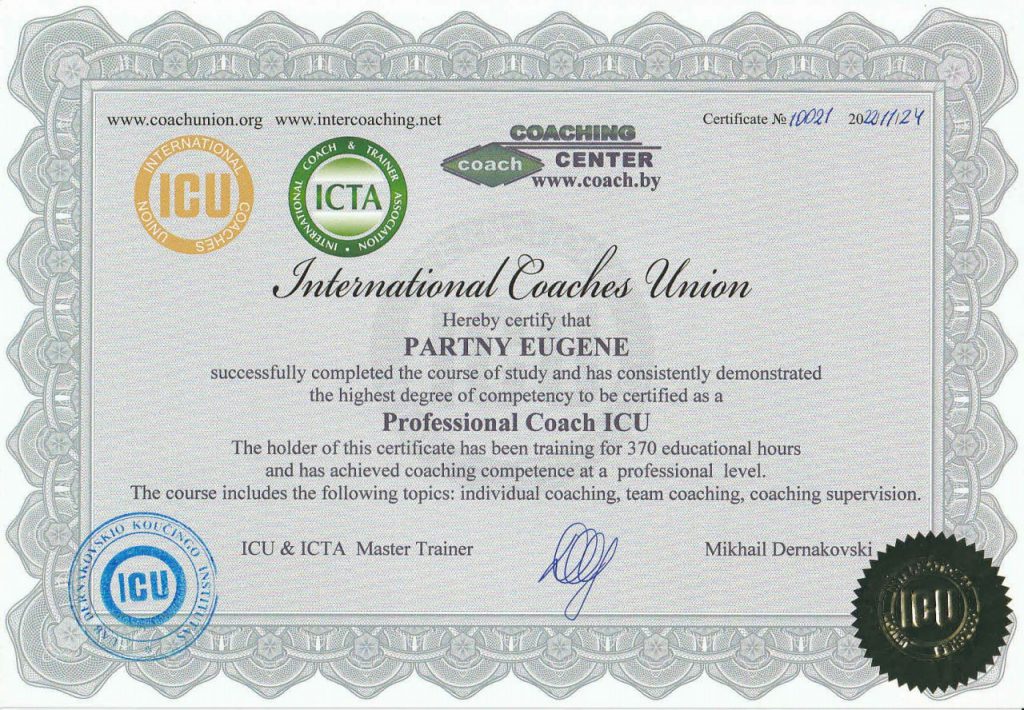 www.coachunion.org www.intercoaching.net
Certificate № 10021 2022/11/24
INTERNATIONAL COACHES UNION
ICU
INTERNATIONAL COACH & TRAINER ASSOCIATION
ICTA
COACHING
coach CENTER
www.coach.by
International Coaches Union
Hereby certify that
PARTNY EUGENE
successfully completed the course of study and has consistently demonstrated
the highest degree of competency to be certified as a
Professional Coach ICU
The holder of this certificate has been training for 370 educational hours
and has achieved coaching competence at a professional level.
The course includes the following topics: individual coaching, team coaching, coaching supervision.
ICU & ICTA Master Trainer
Mikhail Dernakovski
DERNAKOVSKIO KOUČINGO INSTITUTAS
ICU
INTERNATIONAL
ICU